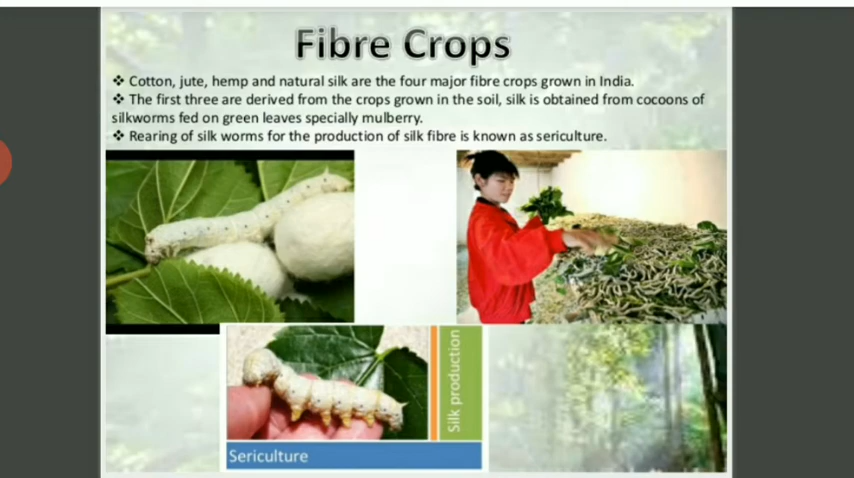 Fibre Crops
❖ Cotton, jute, hemp and natural silk are the four major fibre crops grown in India.
❖ The first three are derived from the crops grown in the soil, silk is obtained from cocoons of
silkworms fed on green leaves specially mulberry.
❖ Rearing of silk worms for the production of silk fibre is known as sericulture.
Silk production
Sericulture